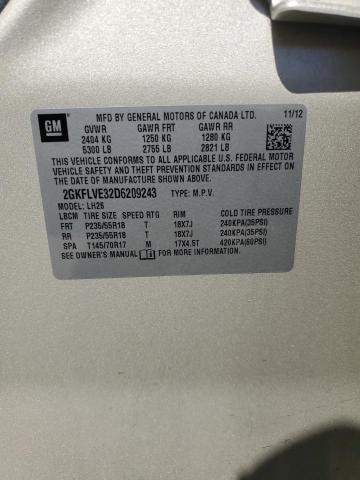 GM
MFD BY GENERAL MOTORS OF CANADA LTD. 11/12
GVWR GAWR FRT GAWR RR
2404 KG 1250 KG 1280 KG
5300 LB 2755 LB 2821 LB
THIS VEHICLE CONFORMS TO ALL APPLICABLE U.S. FEDERAL MOTOR
VEHICLE SAFETY AND THEFT PREVENTION STANDARDS IN EFFECT ON
THE DATE OF MANUFACTURE SHOWN ABOVE.
2GKFLVE32D6209243 TYPE: M.P.V.
MODEL: LH26
LBCM TIRE SIZE SPEED RTG RIM COLD TIRE PRESSURE
FRT P235/55R18 T 18X7J 240KPA(35PSI)
RR P235/55R18 T 18X7J 240KPA(35PSI)
SPA T145/70R17 M 17X4.5T 420KPA(60PSI)
SEE OWNER'S MANUAL FOR MORE INFORMATION.